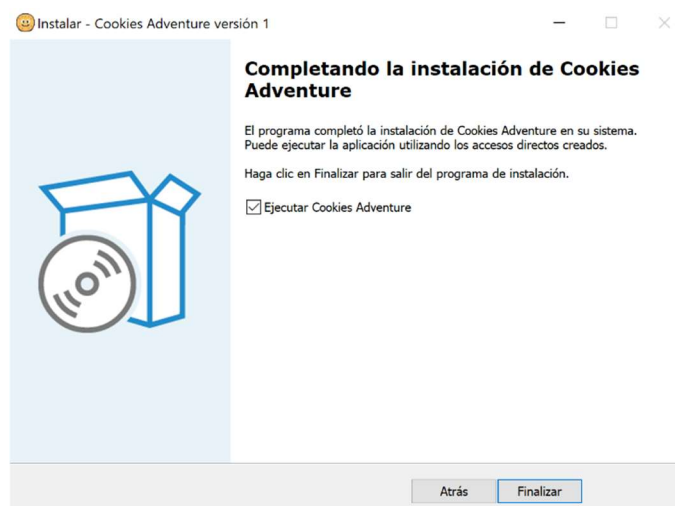 Instalar - Cookies Adventure versión 1
Completando la instalación de Cookies
Adventure
El programa completó la instalación de Cookies Adventure en su sistema.
Puede ejecutar la aplicación utilizando los accesos directos creados.
Haga clic en Finalizar para salir del programa de instalación.
Ejecutar Cookies Adventure
Atrás
Finalizar